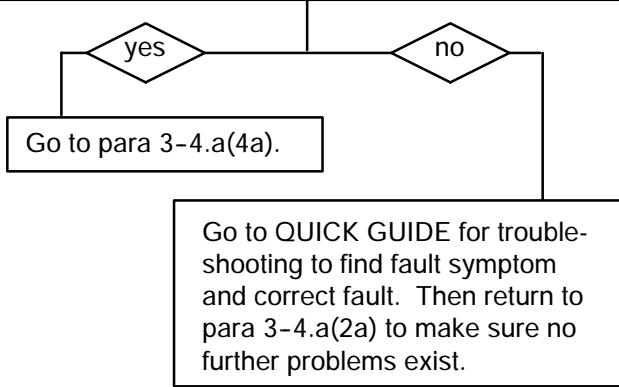 yes
no
Go to para 3-4.a(4a).
Go to QUICK GUIDE for trouble-
shooting to find fault symptom
and correct fault.  Then return to
para 3-4.a(2a) to make sure no
further problems exist.